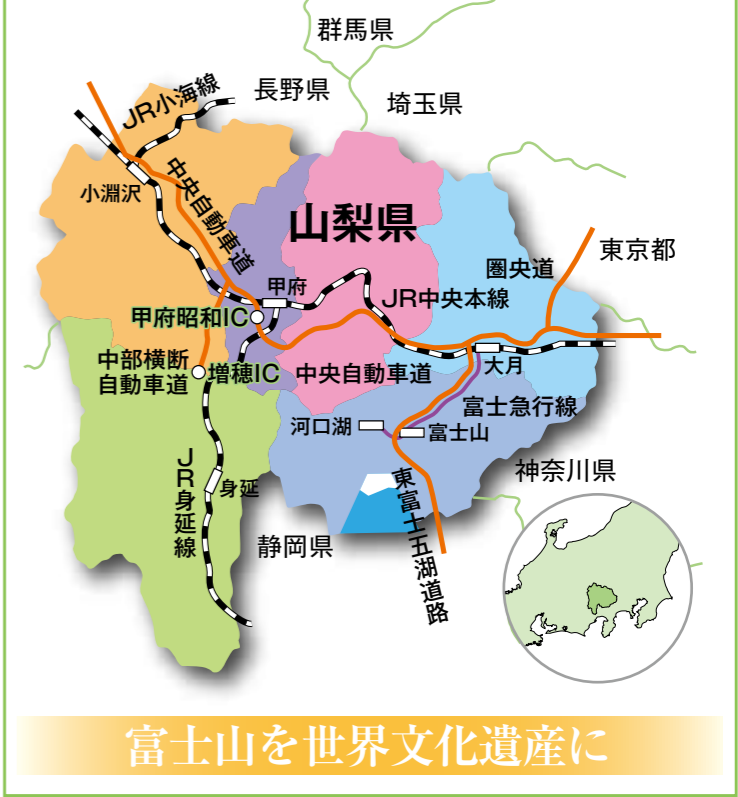 群馬県
長野県
埼玉県
JR小海線
小淵沢
中央自動車道
山梨県
東京都
圏央道
甲府
JR中央本線
甲府昭和IC
中部横断
自動車道
増穂IC
中央自動車道
大月
富士急行線
河口湖
富士山
神奈川県
JR身延線
身延
静岡県
東富士五湖道路
富士山を世界文化遺産に